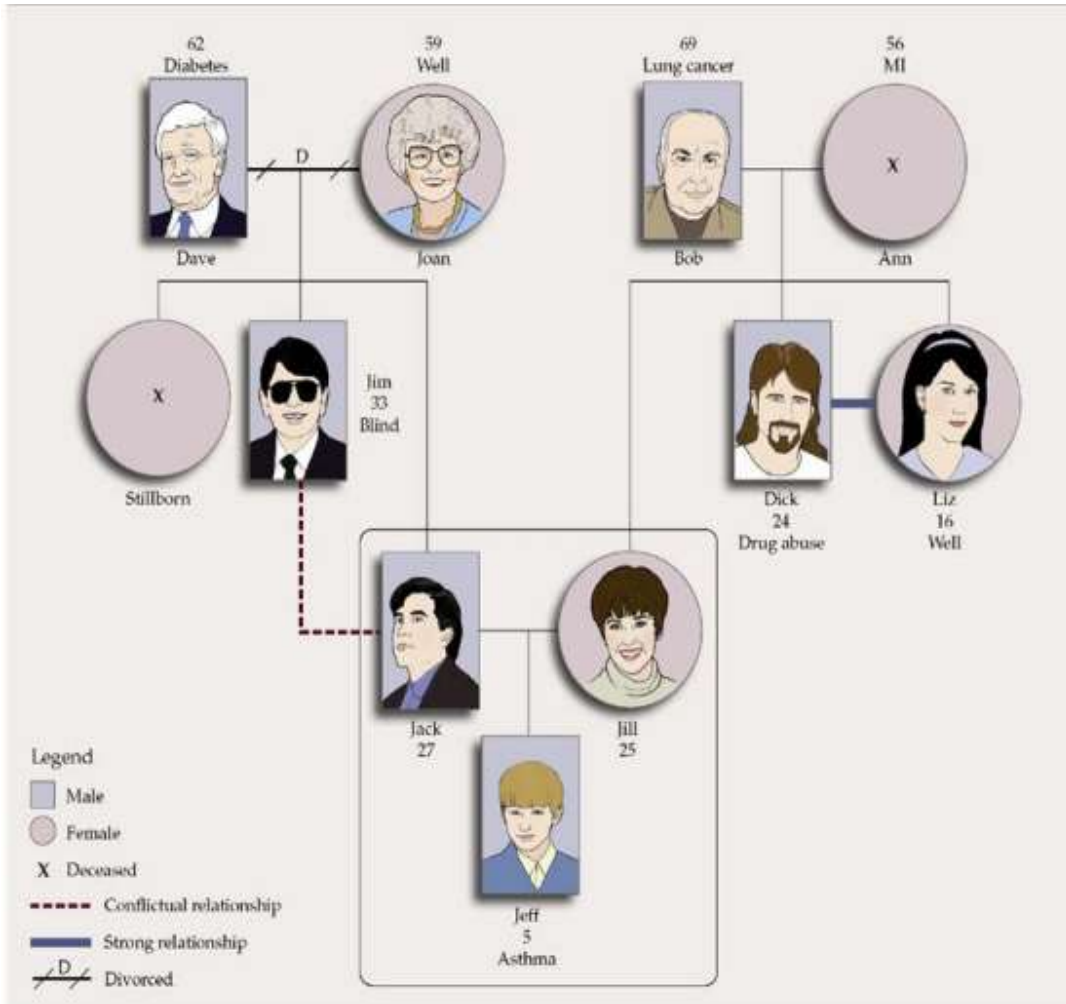 62
Diabetes
59
Well
69
Lung cancer
56
MI
D
X
Dave
Joan
Bob
Ann
X
Jim
33
Blind
Stillborn
Dick
24
Drug abuse
Liz
16
Well
Jack
27
Jill
25
Legend
Male
Female
X Deceased
Conflictual relationship
Strong relationship
D Divorced
Jeff
5
Asthma